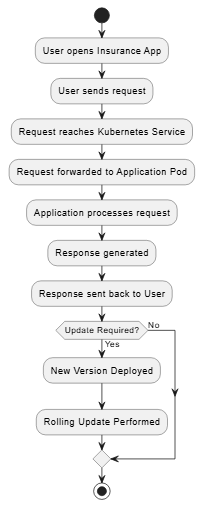 User opens Insurance App
User sends request
Request reaches Kubernetes Service
Request forwarded to Application Pod
Application processes request
Response generated
Response sent back to User
Update Required?
No
Yes
New Version Deployed
Rolling Update Performed